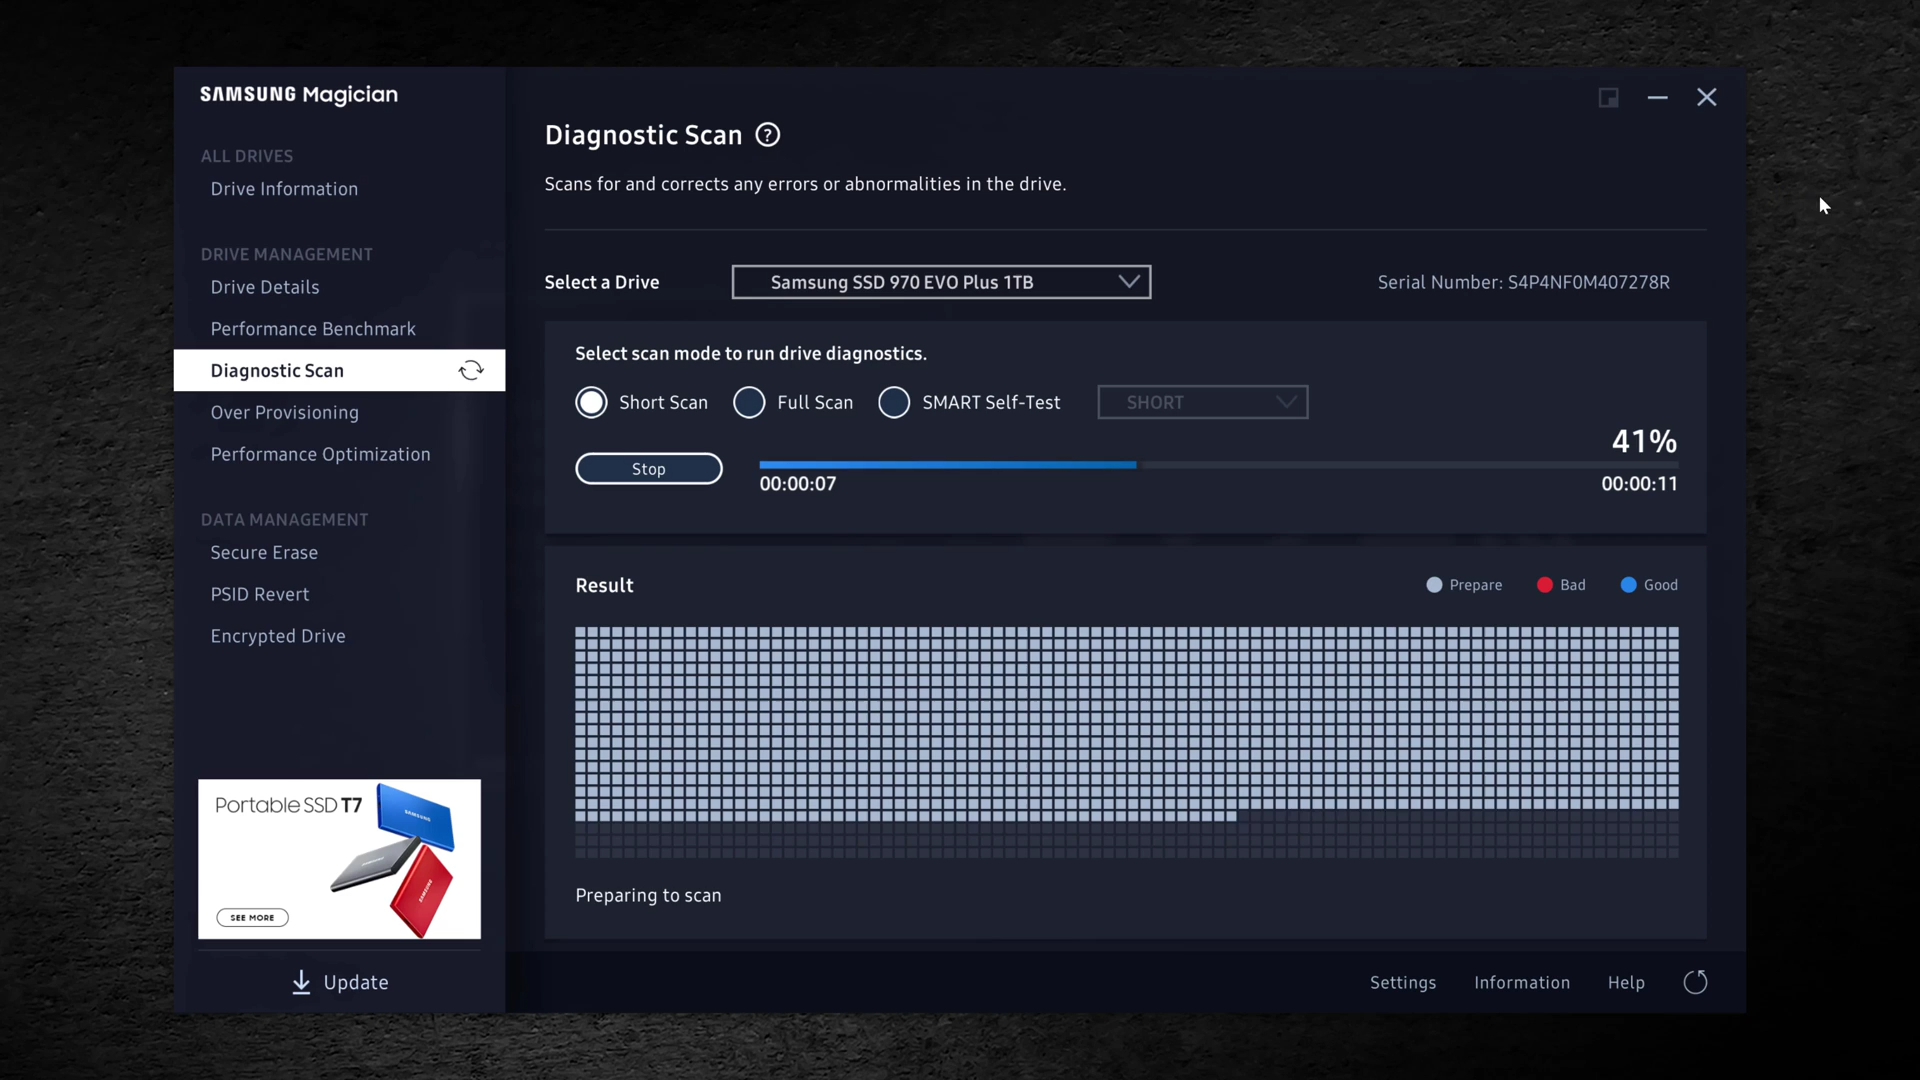 SAMSUNG Magician
ALL DRIVES
Drive Information
DRIVE MANAGEMENT
Drive Details
Performance Benchmark
Diagnostic Scan
Over Provisioning
Performance Optimization
DATA MANAGEMENT
Secure Erase
PSID Revert
Encrypted Drive
Portable SSD T7
SAMSUNG
SAMSUNG
SAMSUNG
SEE MORE
Update
Diagnostic Scan ?
Scans for and corrects any errors or abnormalities in the drive.
Select a Drive Samsung SSD 970 EVO Plus 1TB Serial Number: S4P4NF0M407278R
Select scan mode to run drive diagnostics.
Short Scan Full Scan SMART Self-Test SHORT
41%
Stop
00:00:07 00:00:11
Result Prepare Bad Good
Preparing to scan
Settings Information Help